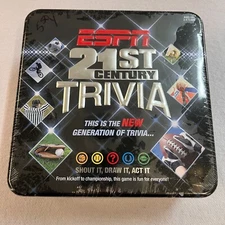 ESPN
21ST
CENTURY
TRIVIA
THIS IS THE NEW
GENERATION OF TRIVIA...
SHOUT IT, DRAW IT, ACT IT
From kickoff to championship, this game is fun for everyone!